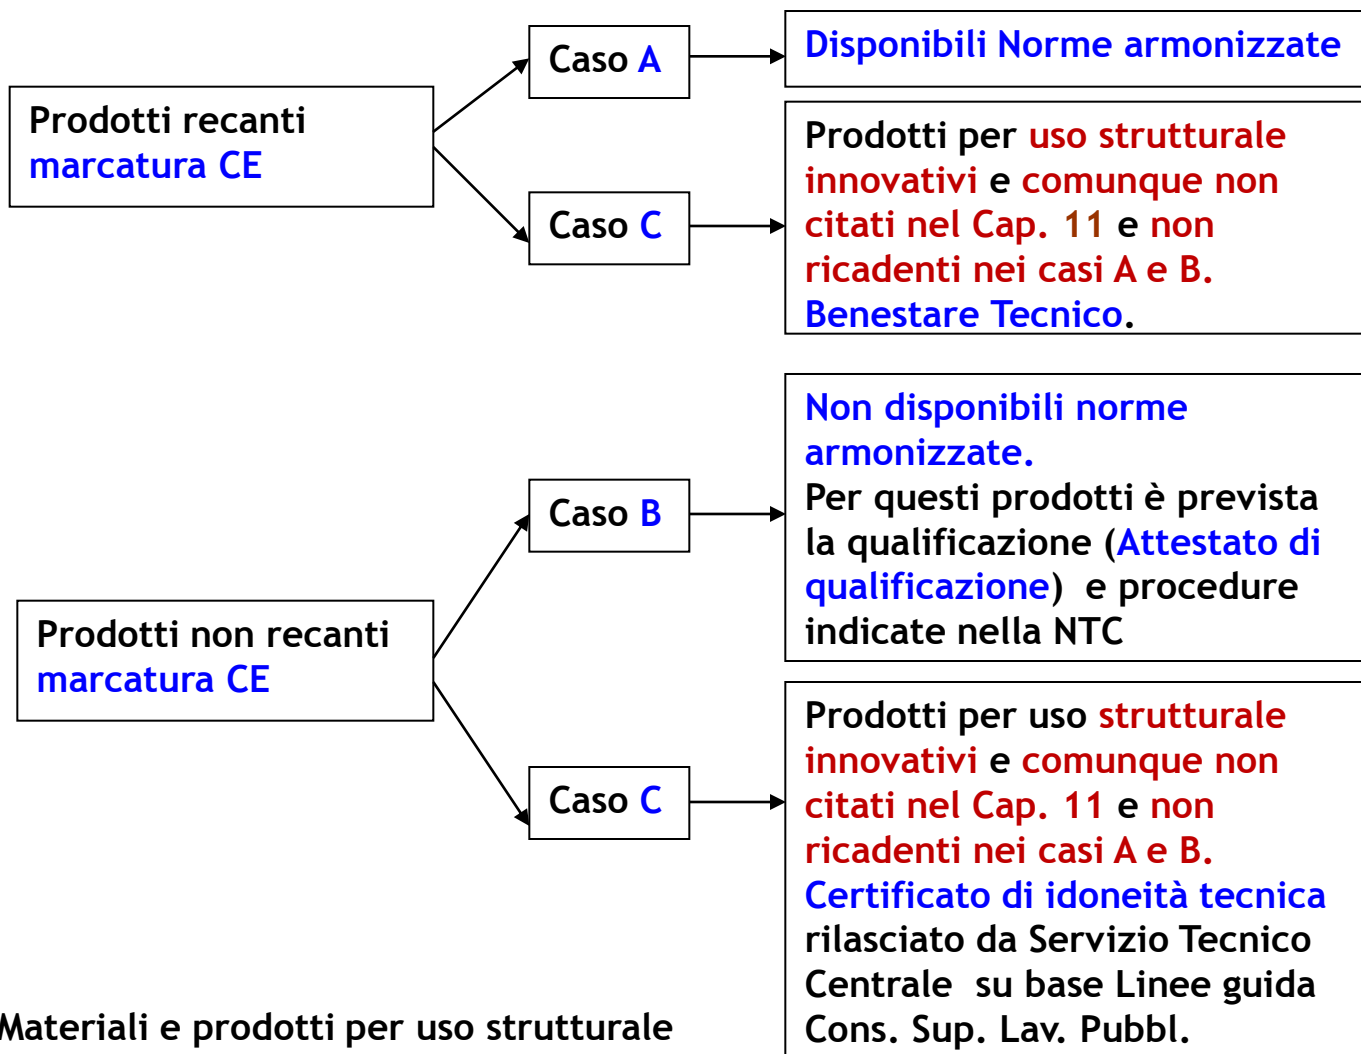 Caso A
Disponibili Norme armonizzate
Prodotti recanti
marcatura CE
Caso C
Prodotti per uso strutturale
innovativi e comunque non
citati nel Cap. 11 e non
ricadenti nei casi A e B.
Benestare Tecnico.
Prodotti non recanti
marcatura CE
Caso B
Non disponibili norme
armonizzate.
Per questi prodotti è prevista
la qualificazione (Attestato di
qualificazione)  e procedure
indicate nella NTC
Caso C
Prodotti per uso strutturale
innovativi e comunque non
citati nel Cap. 11 e non
ricadenti nei casi A e B.
Certificato di idoneità tecnica
rilasciato da Servizio Tecnico
Centrale  su base Linee guida
Cons. Sup. Lav. Pubbl.
Materiali e prodotti per uso strutturale